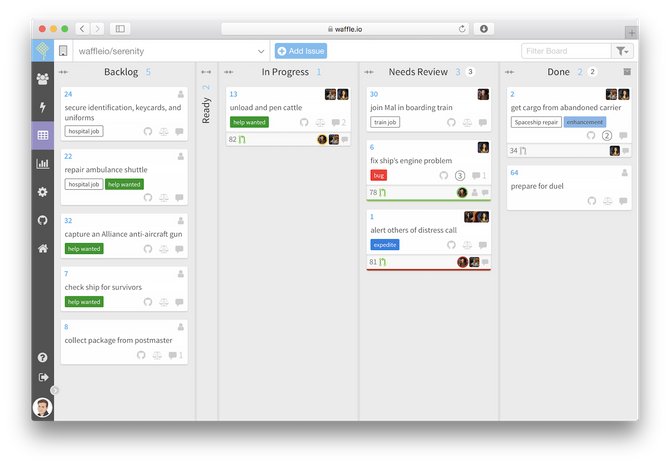 waffle.io
waffleio/serenity
Add Issue
Filter Board
Backlog 5
24
secure identification, keycards, and
uniforms
hospital job
22
repair ambulance shuttle
hospital job help wanted
32
capture an Alliance anti-aircraft gun
help wanted
7
check ship for survivors
help wanted
8
collect package from postmaster
1
Ready 2
In Progress 1
13
unload and pen cattle
help wanted
2
82
Needs Review 3 3
30
join Mal in boarding train
train job
6
fix ship's engine problem
bug
3 1
78
1
alert others of distress call
expedite
81
Done 2 2
2
get cargo from abandoned carrier
Spaceship repair enhancement
2
34
64
prepare for duel